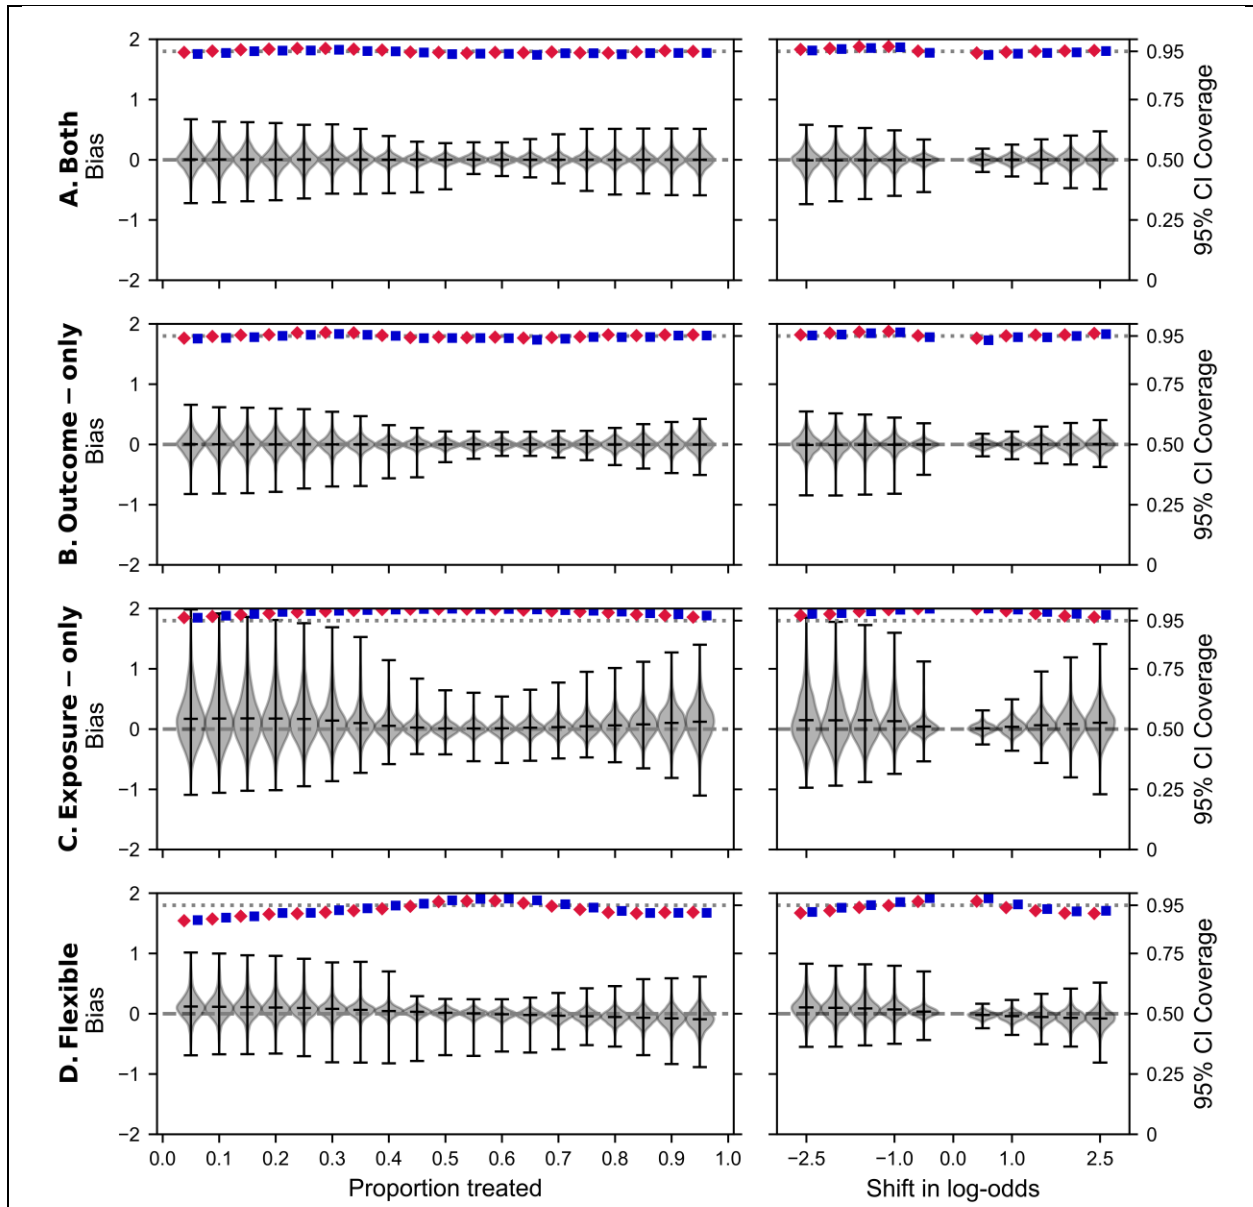 A. Both
Bias
2
1
0
−1
−2
0.95
0.75
0.50
0.25
0
95% CI Coverage
B. Outcome − only
Bias
2
1
0
−1
−2
0.95
0.75
0.50
0.25
0
95% CI Coverage
C. Exposure − only
Bias
2
1
0
−1
−2
0.95
0.75
0.50
0.25
0
95% CI Coverage
D. Flexible
Bias
2
1
0
−1
−2
0.95
0.75
0.50
0.25
0
95% CI Coverage
0.0 0.1 0.2 0.3 0.4 0.5 0.6 0.7 0.8 0.9 1.0
Proportion treated
−2.5 −1.0 0.0 1.0 2.5
Shift in log-odds